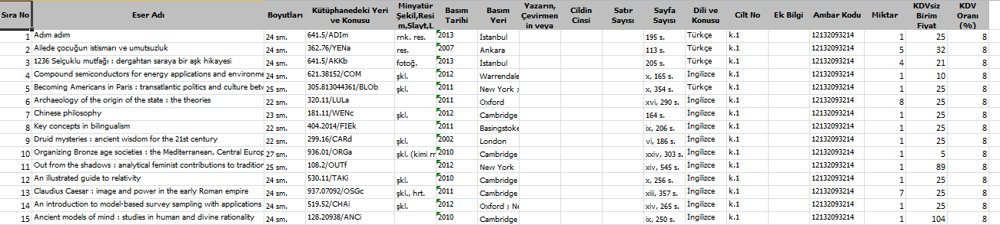 Sıra No Eser Adı Boyutları Kütüphanedeki Yeri ve Konusu Minyatür Şekil,Resi m,Slayt,L Basım Tarihi Basım Yeri Yazarın, Çevirmen in veya Cildin Cinsi Satır Sayısı Sayfa Sayısı Dili ve Konusu Cilt No Ek Bilgi Ambar Kodu Miktar KDVsiz Birim Fiyat KDV Oranı (%)
1 Adım adım 24 sm. 641.5/ADIm rnk. res. 2013 İstanbul 195 s. Türkçe k.1 12132093214 1 25 8
2 Ailede çocuğun istismarı ve umutsuzluk 24 sm. 362.76/YENa res. 2007 Ankara 113 s. Türkçe k.1 12132093214 5 32 8
3 1236 Selçuklu mutfağı : dergahtan saraya bir aşk hikayesi 24 sm. 641.5/AKKb fotoğ. 2013 İstanbul 205 s. Türkçe k.1 12132093214 4 21 8
4 Compound semiconductors for energy applications and environme 24 sm. 621.38152/COM şkl. 2012 Warrendale x, 165 s. İngilizce k.1 12132093214 1 10 8
5 Becoming Americans in Paris : transatlantic politics and culture betv 25 sm. 305.813044361/BLOb şkl. 2011 New York ; x, 354 s. Türkçe k.1 12132093214 1 25 8
6 Archaeology of the origin of the state : the theories 22 sm. 320.11/LULa 2011 Oxford xvi, 290 s. İngilizce k.1 12132093214 8 25 8
7 Chinese philosophy 23 sm. 181.11/WENc şkl. 2012 Cambridge 164 s. İngilizce k.1 12132093214 1 25 8
8 Key concepts in bilingualism 22 sm. 404.2014/FIEk 2011 Basingstoke ix, 206 s. İngilizce k.1 12132093214 1 25 8
9 Druid mysteries : ancient wisdom for the 21st century 22 sm. 299.16/CARd şkl. 2002 London vi, 186 s. İngilizce k.1 12132093214 1 25 8
10 Organizing Bronze age societies : the Mediterranean, Central Europ 27 sm. 936.01/ORGa şkl. (kimi rr 2010 Cambridge xxiv, 303 s. İngilizce k.1 12132093214 1 5 8
11 Out from the shadows : analytical feminist contributions to tradition 25 sm. 108.2/OUTf 2012 New York xiv, 545 s. İngilizce k.1 12132093214 1 89 8
12 An illustrated guide to relativity 24 sm. 530.11/TAKi şkl. 2010 Cambridge x, 256 s. İngilizce k.1 12132093214 1 25 8
13 Claudius Caesar : image and power in the early Roman empire 24 sm. 937.07092/OSGc şkl., hrt. 2011 Cambridge xiii, 357 s. İngilizce k.1 12132093214 7 25 8
14 An introduction to model-based survey sampling with applications 24 sm. 519.52/CHAi şkl. 2012 Oxford ; Ne xiv, 265 s. İngilizce k.1 12132093214 1 25 8
15 Ancient models of mind : studies in human and divine rationality 24 sm. 128.20938/ANCi 2010 Cambridge ix, 250 s. İngilizce k.1 12132093214 1 104 8